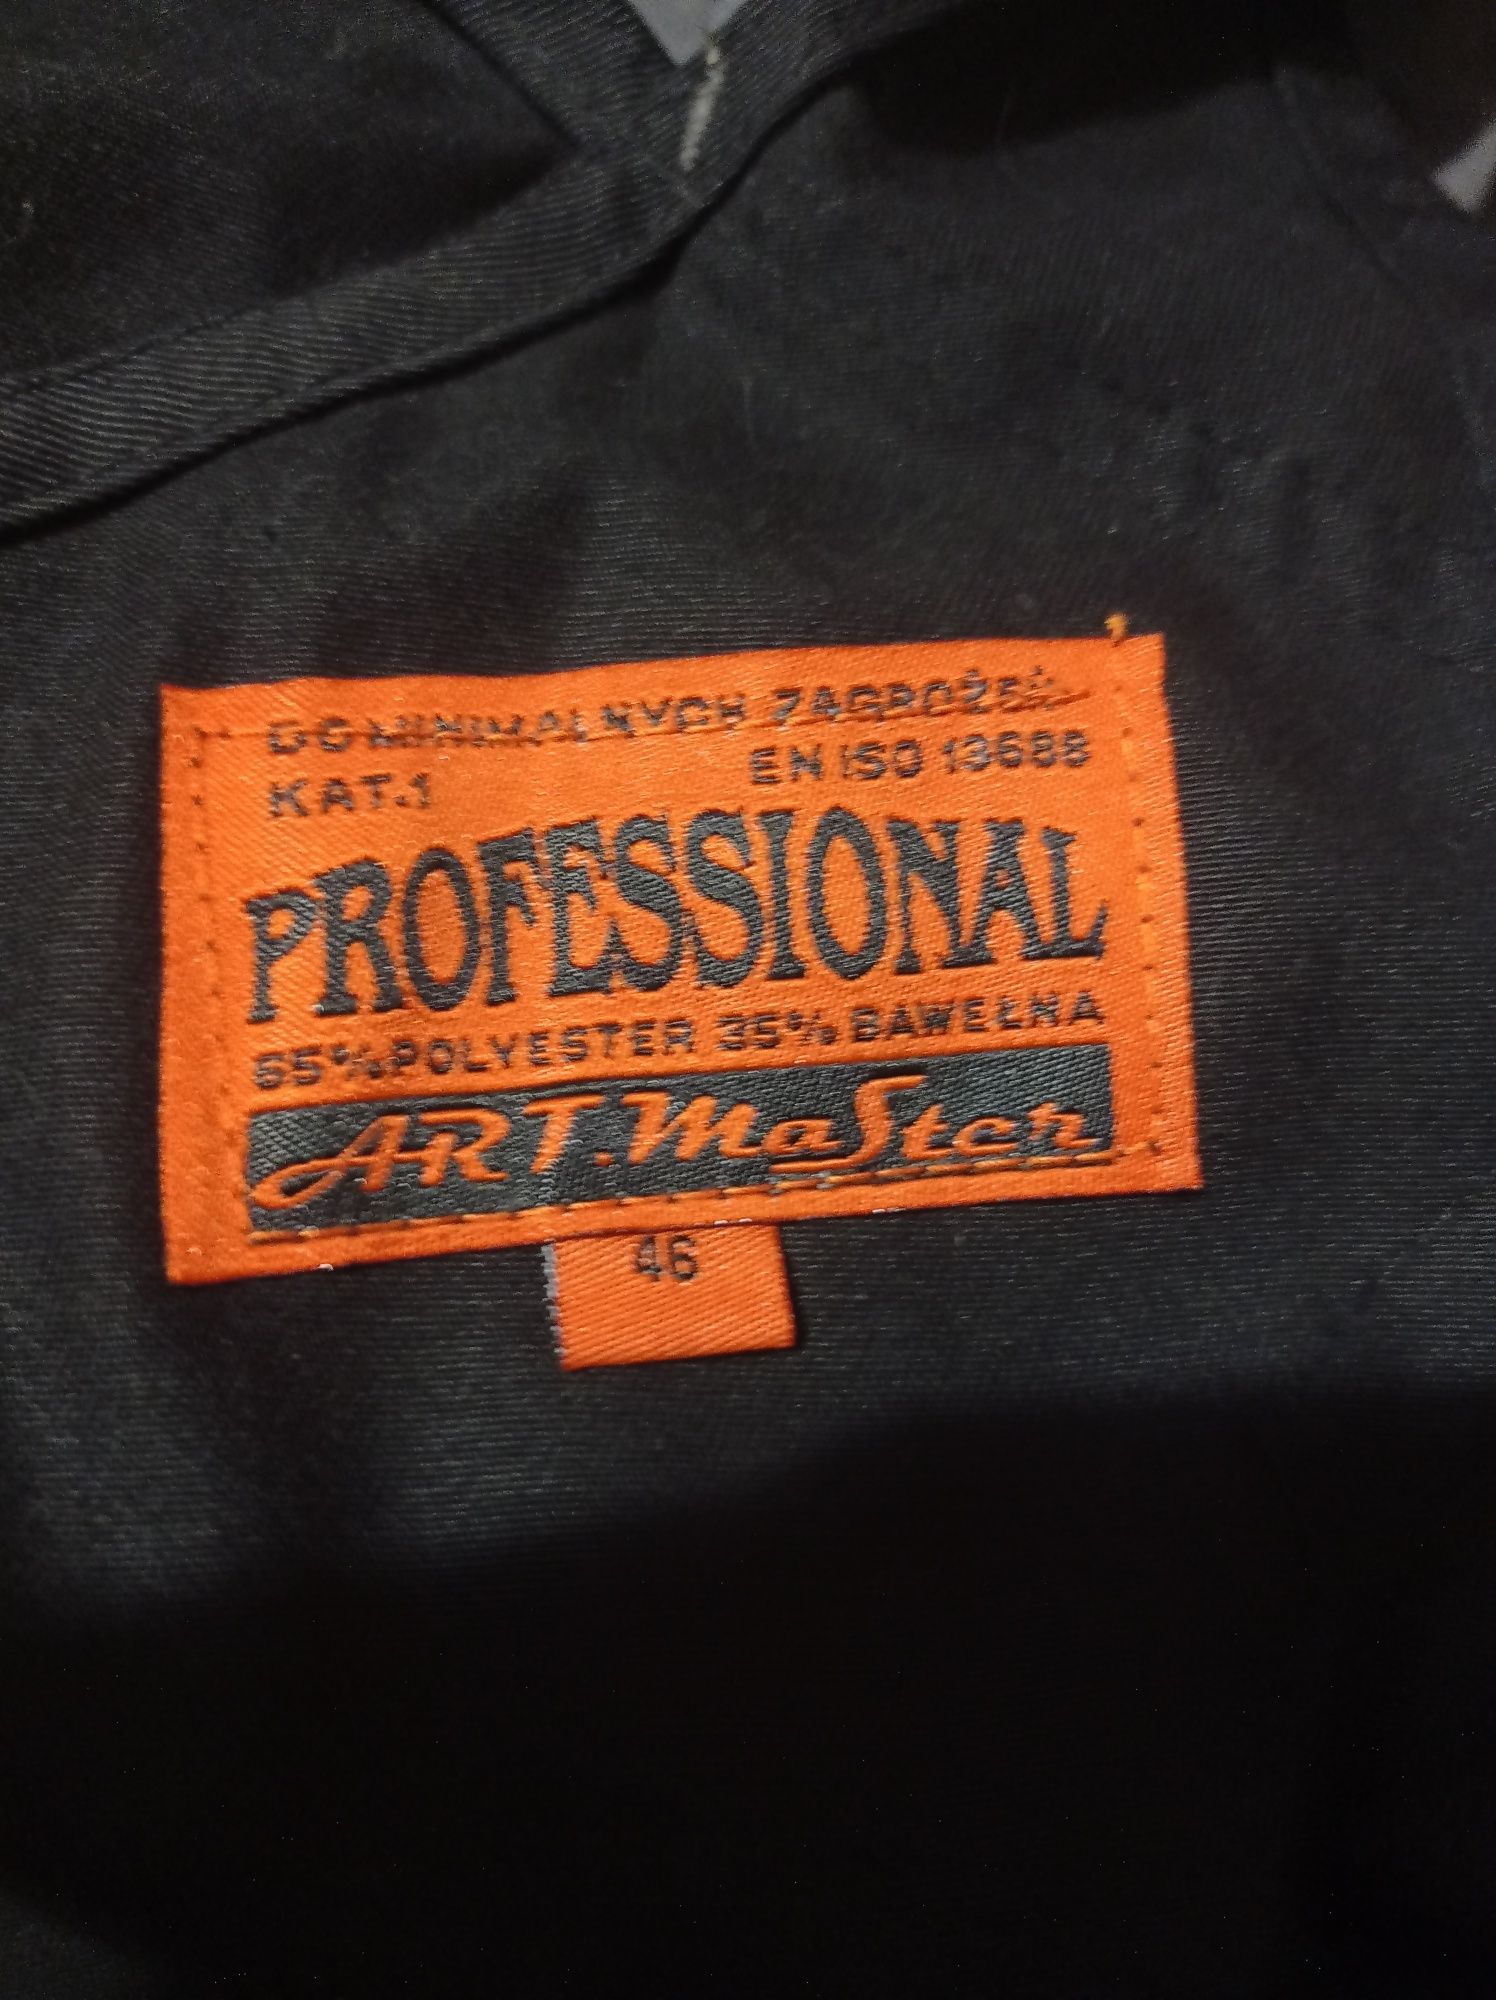 DO MINIMALNYCH ZAGROŻEŃ
KAT.1 EN ISO 13688
PROFESSIONAL
65% POLYESTER 35% BAWEŁNA
ART.MaSter
46